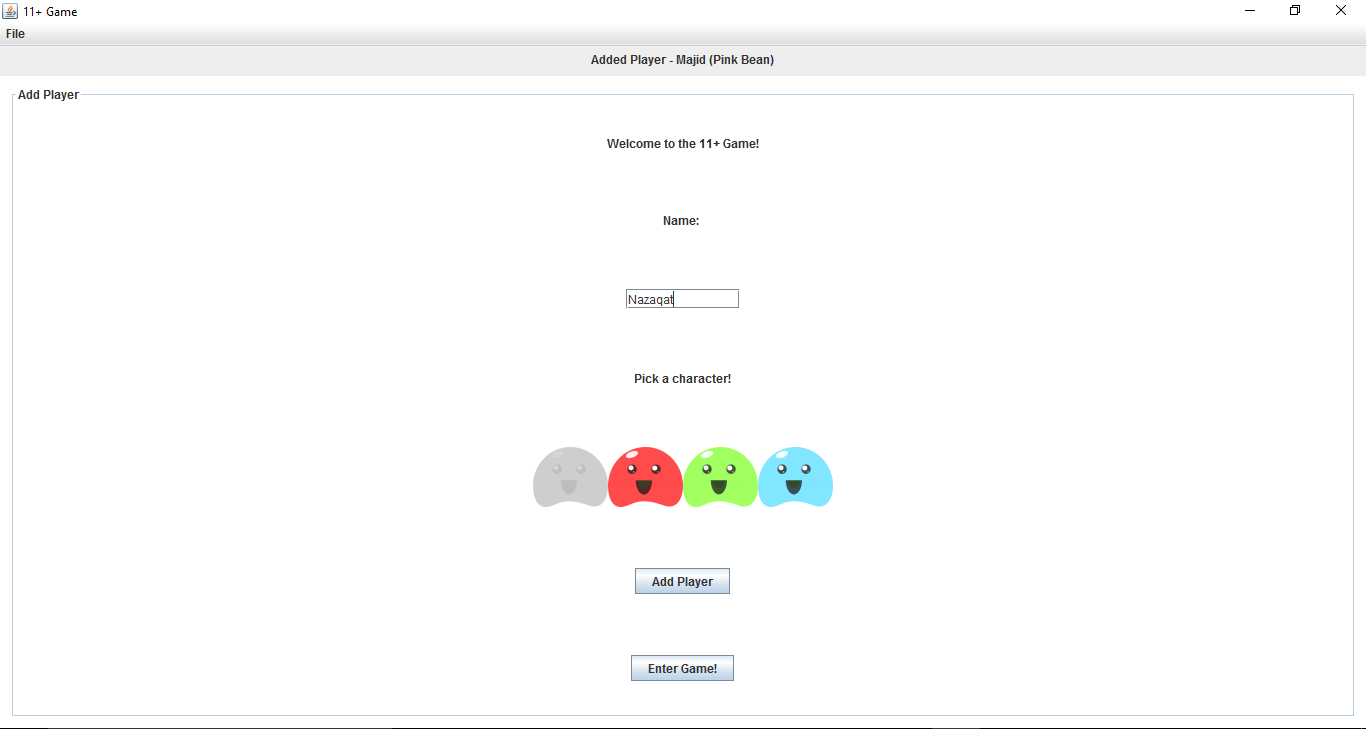 11+ Game
File
Added Player - Majid (Pink Bean)
Add Player
Welcome to the 11+ Game!
Name:
Nazaqat
Pick a character!
Add Player
Enter Game!